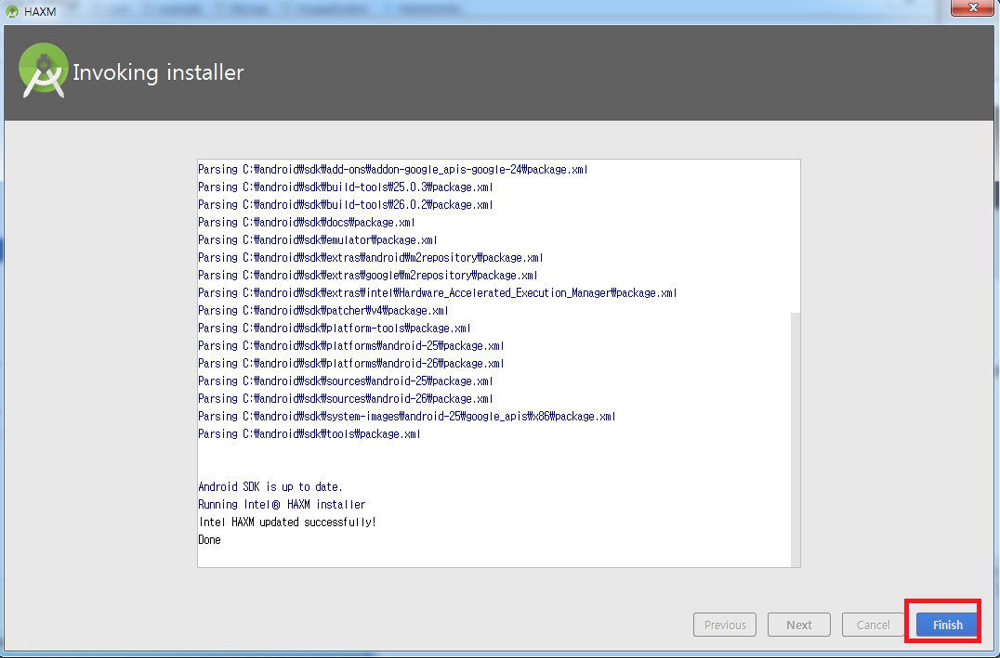 HAXM
Invoking installer
Parsing C:₩android₩sdk₩add-ons₩addon-google_apis-google-24₩package.xml
Parsing C:₩android₩sdk₩build-tools₩25.0.3₩package.xml
Parsing C:₩android₩sdk₩build-tools₩26.0.2₩package.xml
Parsing C:₩android₩sdk₩docs₩package.xml
Parsing C:₩android₩sdk₩emulator₩package.xml
Parsing C:₩android₩sdk₩extras₩android₩m2repository₩package.xml
Parsing C:₩android₩sdk₩extras₩google₩m2repository₩package.xml
Parsing C:₩android₩sdk₩extras₩intel₩Hardware_Accelerated_Execution_Manager₩package.xml
Parsing C:₩android₩sdk₩patcher₩v4₩package.xml
Parsing C:₩android₩sdk₩platform-tools₩package.xml
Parsing C:₩android₩sdk₩platforms₩android-25₩package.xml
Parsing C:₩android₩sdk₩platforms₩android-26₩package.xml
Parsing C:₩android₩sdk₩sources₩android-25₩package.xml
Parsing C:₩android₩sdk₩sources₩android-26₩package.xml
Parsing C:₩android₩sdk₩system-images₩android-25₩google_apis₩x86₩package.xml
Parsing C:₩android₩sdk₩tools₩package.xml
Android SDK is up to date.
Running Intel® HAXM installer
Intel HAXM updated successfully!
Done
Previous Next Cancel Finish